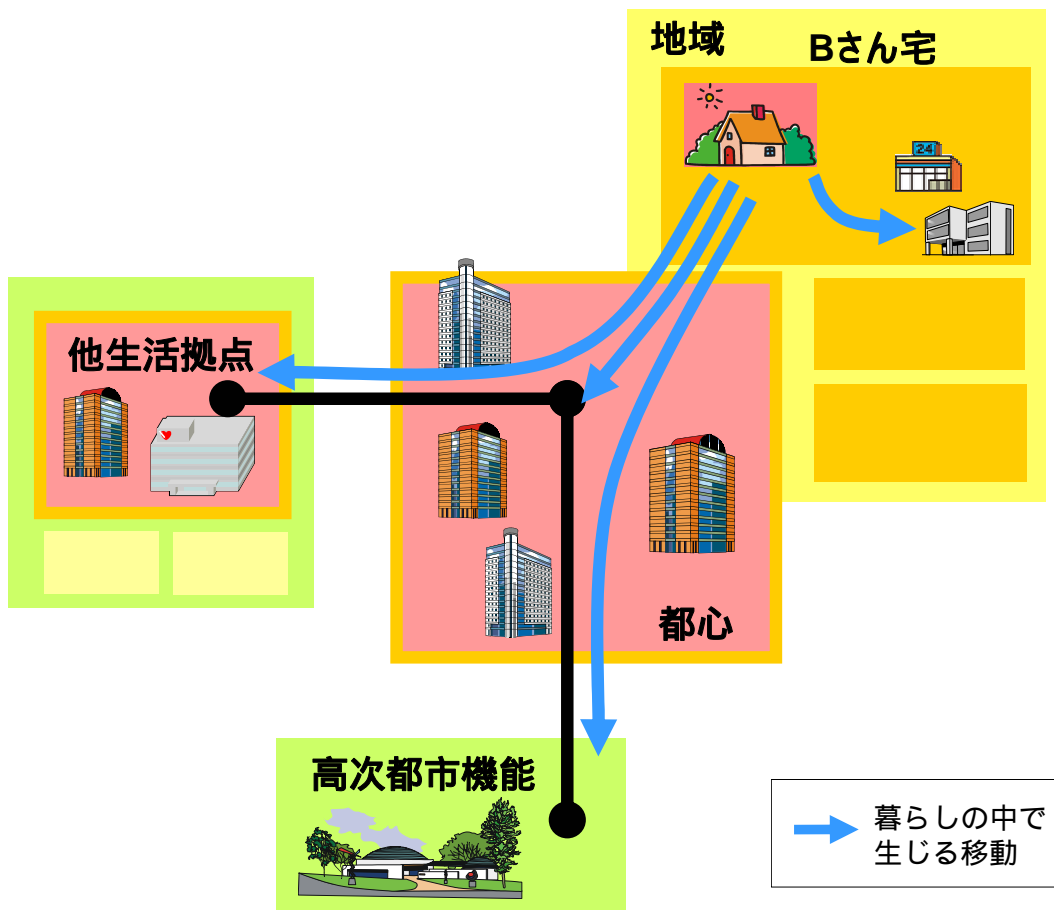 地域
Bさん宅
24
他生活拠点
都心
高次都市機能
暮らしの中で
生じる移動